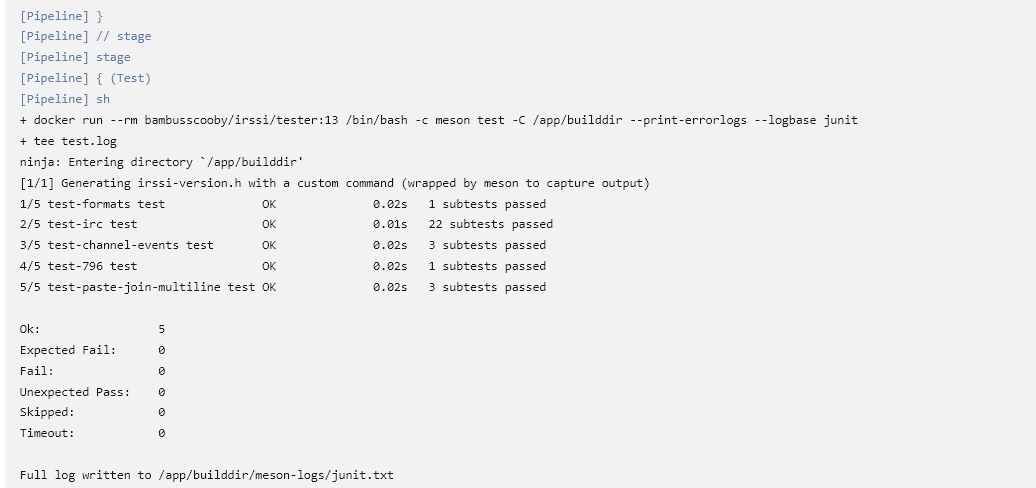 [Pipeline] }
[Pipeline] // stage
[Pipeline] stage
[Pipeline] { (Test)
[Pipeline] sh
+ docker run --rm bambusscooby/irssi/tester:13 /bin/bash -c meson test -C /app/builddir --print-errorlogs --logbase junit
+ tee test.log
ninja: Entering directory `/app/builddir'
[1/1] Generating irssi-version.h with a custom command (wrapped by meson to capture output)
1/5 test-formats test              OK              0.02s   1 subtests passed
2/5 test-irc test                  OK              0.01s   22 subtests passed
3/5 test-channel-events test       OK              0.02s   3 subtests passed
4/5 test-796 test                  OK              0.02s   1 subtests passed
5/5 test-paste-join-multiline test OK              0.02s   3 subtests passed
Ok:                 5
Expected Fail:      0
Fail:               0
Unexpected Pass:    0
Skipped:            0
Timeout:            0
Full log written to /app/builddir/meson-logs/junit.txt